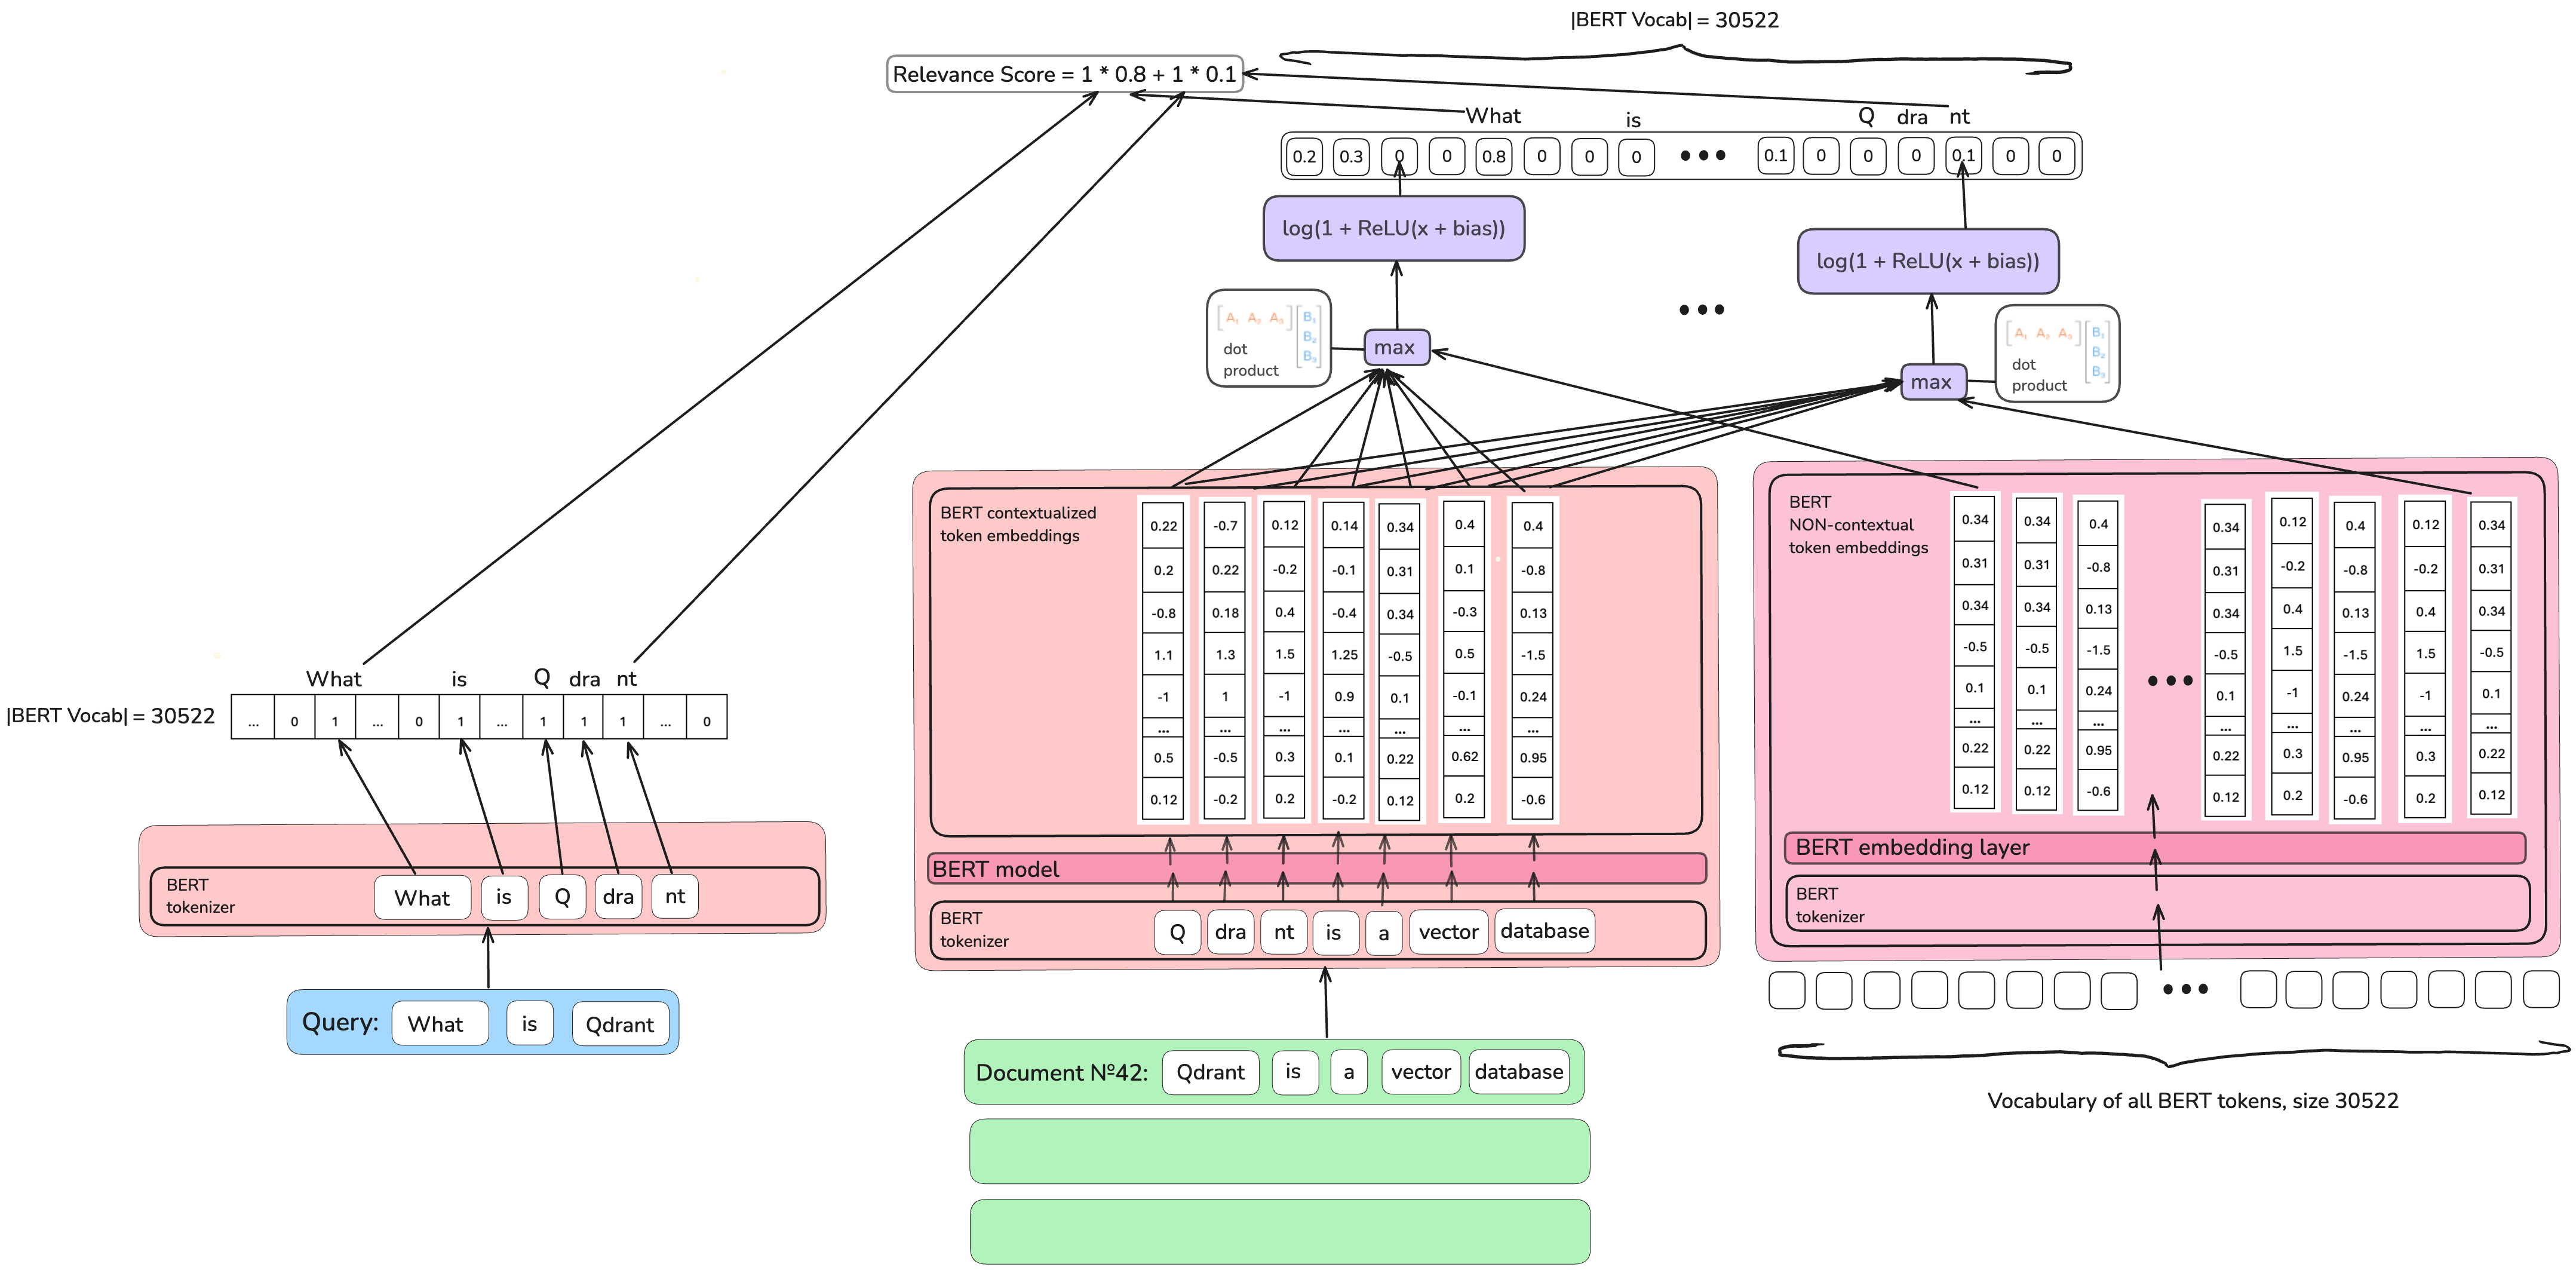 |BERT Vocab| = 30522
Relevance Score = 1 * 0.8 + 1 * 0.1
What is Q dra nt
0.2 0.3 0 0 0.8 0 0 0 ••• 0.1 0 0 0 0.1 0 0
log(1 + ReLU(x + bias))
log(1 + ReLU(x + bias))
•••
[A₁ A₂ A₃] [B₁
B₂
B₃]
dot
product
max
[A₁ A₂ A₃] [B₁
B₂
B₃]
dot
product
max
What is Q dra nt
|BERT Vocab| = 30522
... 0 1 ... 0 1 ... 1 1 1 ... 0
BERT
tokenizer
What is Q dra nt
Query: What is Qdrant
BERT contextualized
token embeddings
0.22 -0.7 0.12 0.14 0.34 0.4 0.4
0.2 0.22 -0.2 -0.1 0.31 0.1 -0.8
-0.8 0.18 0.4 -0.4 0.34 -0.3 0.13
1.1 1.3 1.5 1.25 -0.5 0.5 -1.5
-1 1 -1 0.9 0.1 -0.1 0.24
... ... ... ... ... ... ...
0.5 -0.5 0.3 0.1 0.22 0.62 0.95
0.12 -0.2 0.2 -0.2 0.12 0.2 -0.6
BERT model
BERT
tokenizer
Q dra nt is a vector database
Document №42: Qdrant is a vector database
BERT
NON-contextual
token embeddings
0.34 0.34 0.4 0.34 0.12 0.4 0.12 0.34
0.31 0.31 -0.8 0.31 -0.2 -0.8 -0.2 0.31
0.34 0.34 0.13 0.34 0.4 0.13 0.4 0.34
-0.5 -0.5 -1.5 -0.5 1.5 -1.5 1.5 -0.5
0.1 0.1 0.24 ••• 0.1 -1 0.24 -1 0.1
... ... ... ... ... ... ... ...
0.22 0.22 0.95 0.22 0.3 0.95 0.3 0.22
0.12 0.12 -0.6 0.12 0.2 -0.6 0.2 0.12
BERT embedding layer
BERT
tokenizer
•••
Vocabulary of all BERT tokens, size 30522